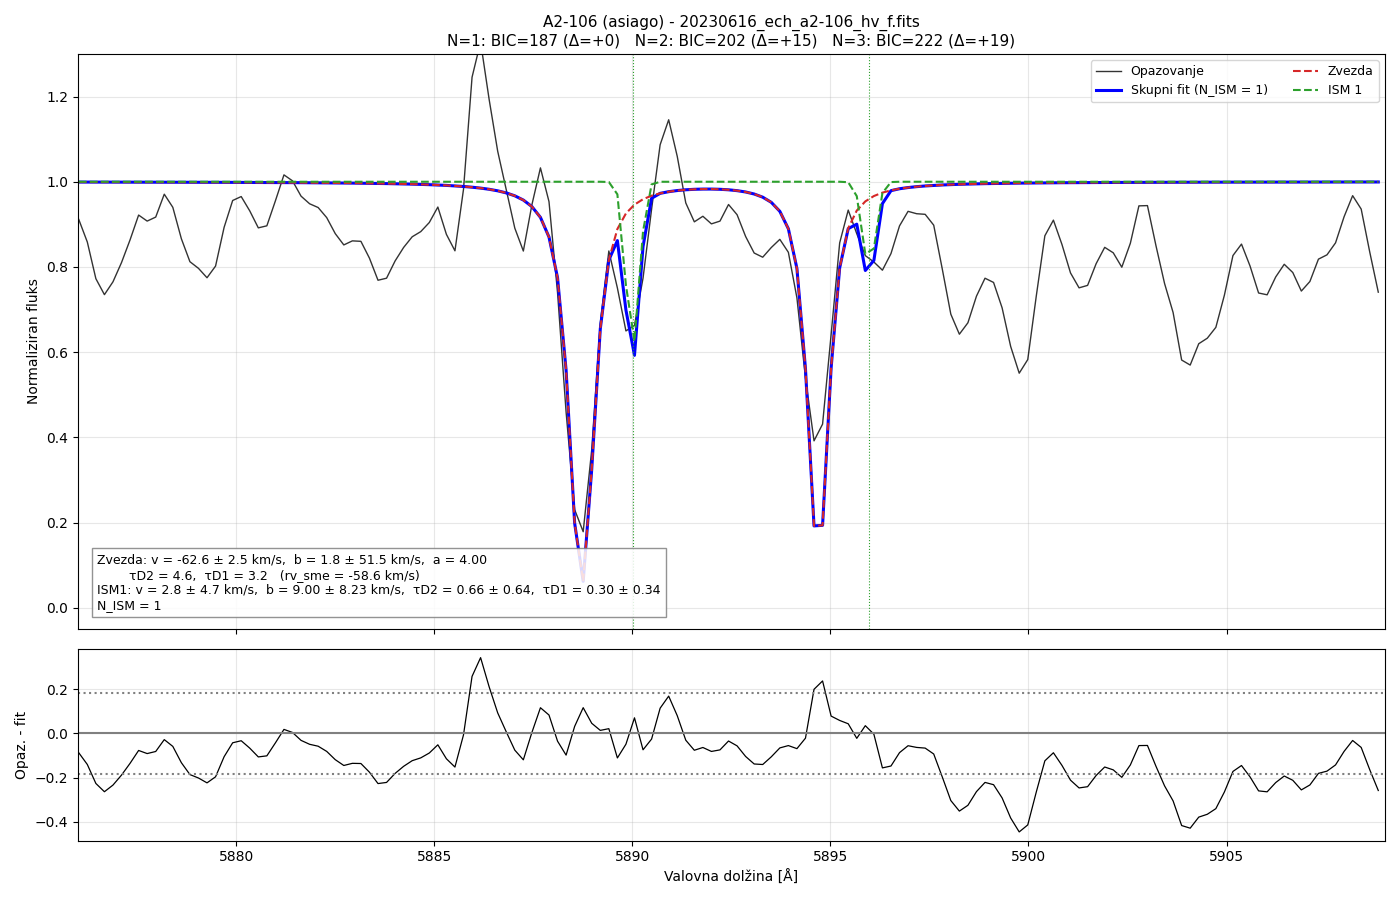 A2-106 (asiago) - 20230616_ech_a2-106_hv_f.fits
N=1: BIC=187 (Δ=+0)   N=2: BIC=202 (Δ=+15)   N=3: BIC=222 (Δ=+19)
Opazovanje
Skupni fit (N_ISM = 1)
Zvezda
ISM 1
Normaliziran fluks
1.2
1.0
0.8
0.6
0.4
0.2
0.0
Zvezda: v = -62.6 ± 2.5 km/s,  b = 1.8 ± 51.5 km/s,  a = 4.00
τD2 = 4.6,  τD1 = 3.2   (rv_sme = -58.6 km/s)
ISM1: v = 2.8 ± 4.7 km/s,  b = 9.00 ± 8.23 km/s,  τD2 = 0.66 ± 0.64,  τD1 = 0.30 ± 0.34
N_ISM = 1
Opaz. - fit
0.2
0.0
−0.2
−0.4
5880
5885
5890
5895
5900
5905
Valovna dolžina [Å]